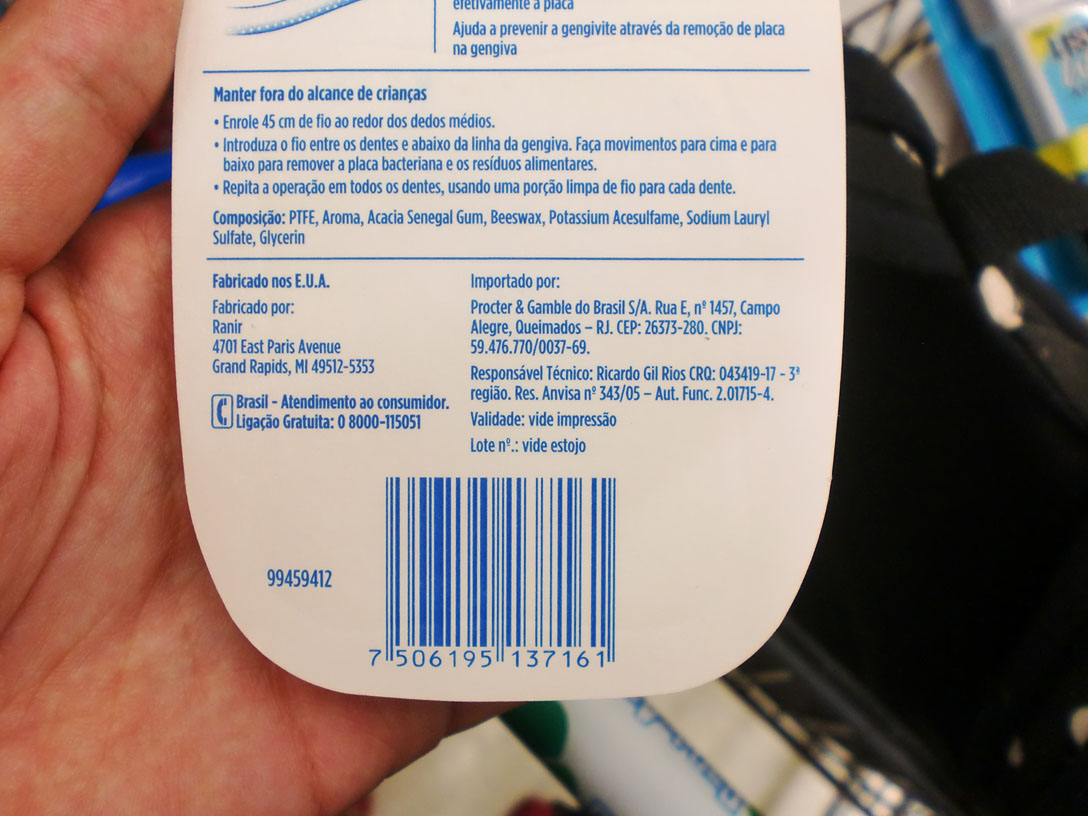 efetivamente a placa
Ajuda a prevenir a gengivite através da remoção de placa
na gengiva
Manter fora do alcance de crianças
• Enrole 45 cm de fio ao redor dos dedos médios.
• Introduza o fio entre os dentes e abaixo da linha da gengiva. Faça movimentos para cima e para
baixo para remover a placa bacteriana e os resíduos alimentares.
• Repita a operação em todos os dentes, usando uma porção limpa de fio para cada dente.
Composição: PTFE, Aroma, Acacia Senegal Gum, Beeswax, Potassium Acesulfame, Sodium Lauryl
Sulfate, Glycerin
Fabricado nos E.U.A.
Fabricado por:
Ranir
4701 East Paris Avenue
Grand Rapids, MI 49512-5353
Brasil - Atendimento ao consumidor.
Ligação Gratuita: 0 8000-115051
Importado por:
Procter & Gamble do Brasil S/A. Rua E, nº 1457, Campo
Alegre, Queimados – RJ. CEP: 26373-280. CNPJ:
59.476.770/0037-69.
Responsável Técnico: Ricardo Gil Rios CRQ: 043419-17 - 3ª
região. Res. Anvisa nº 343/05 – Aut. Func. 2.01715-4.
Validade: vide impressão
Lote nº.: vide estojo
99459412
7 506195 137161